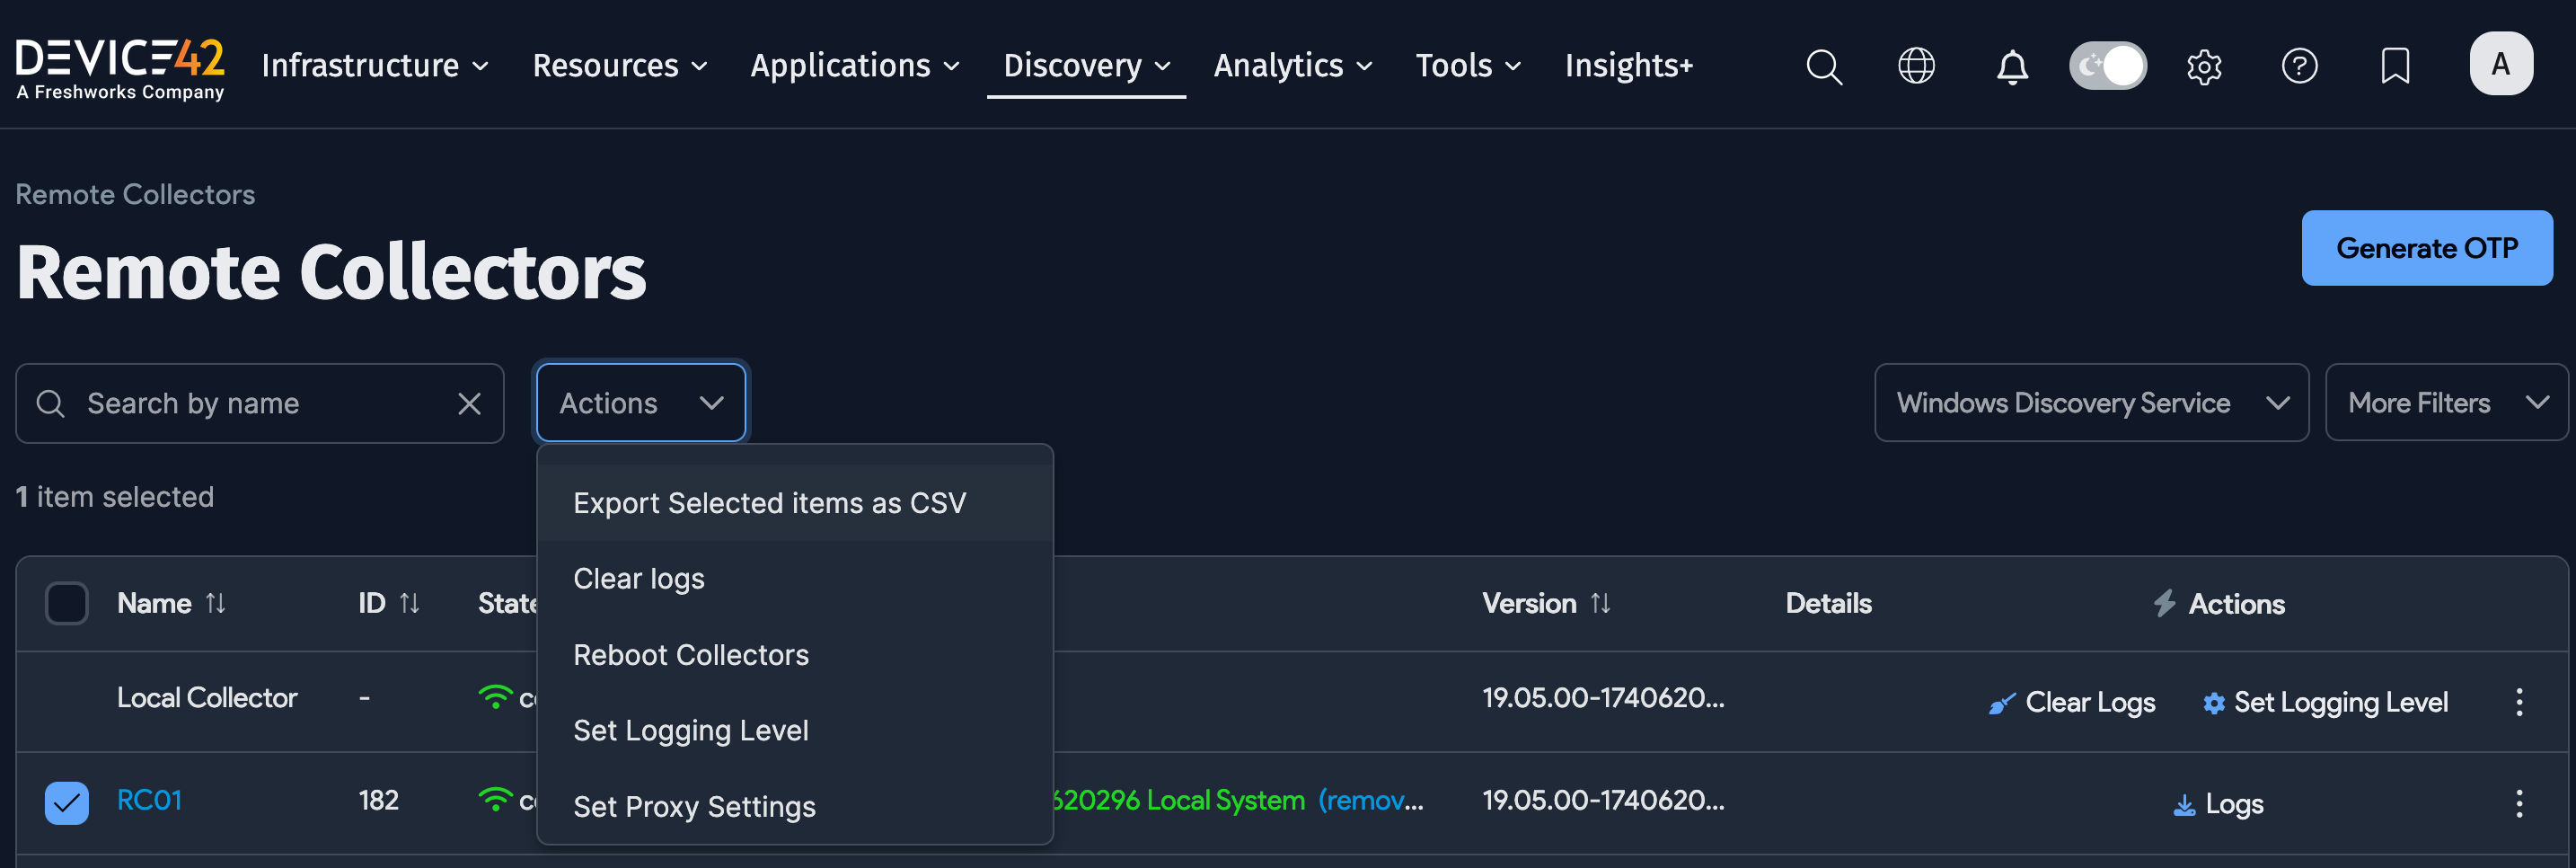 DEVICE42
A Freshworks Company
Infrastructure Resources Applications Discovery Analytics Tools Insights+
A
Remote Collectors
Remote Collectors
Generate OTP
Search by name
Actions
Windows Discovery Service
More Filters
1 item selected
Export Selected items as CSV
Clear logs
Reboot Collectors
Set Logging Level
Set Proxy Settings
Name ID State Version Details Actions
Local Collector - 19.05.00-1740620... Clear Logs Set Logging Level
RC01 182 620296 Local System (remov... 19.05.00-1740620... Logs